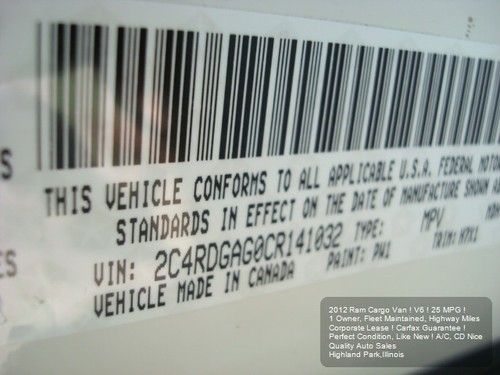 THIS VEHICLE CONFORMS TO ALL APPLICABLE U.S.A. FEDERAL
STANDARDS IN EFFECT ON THE DATE OF MANUFACTURE SHOWN
VIN: 2C4RDGAG0CR141032 TYPE: MPV
VEHICLE MADE IN CANADA PAINT: PW1 TRIM:
2012 Ram Cargo Van ! V6 ! 25 MPG !
1 Owner, Fleet Maintained, Highway Miles
Corporate Lease ! Carfax Guarantee !
Perfect Condition, Like New ! A/C, CD Nice
Quality Auto Sales
Highland Park,Illinois